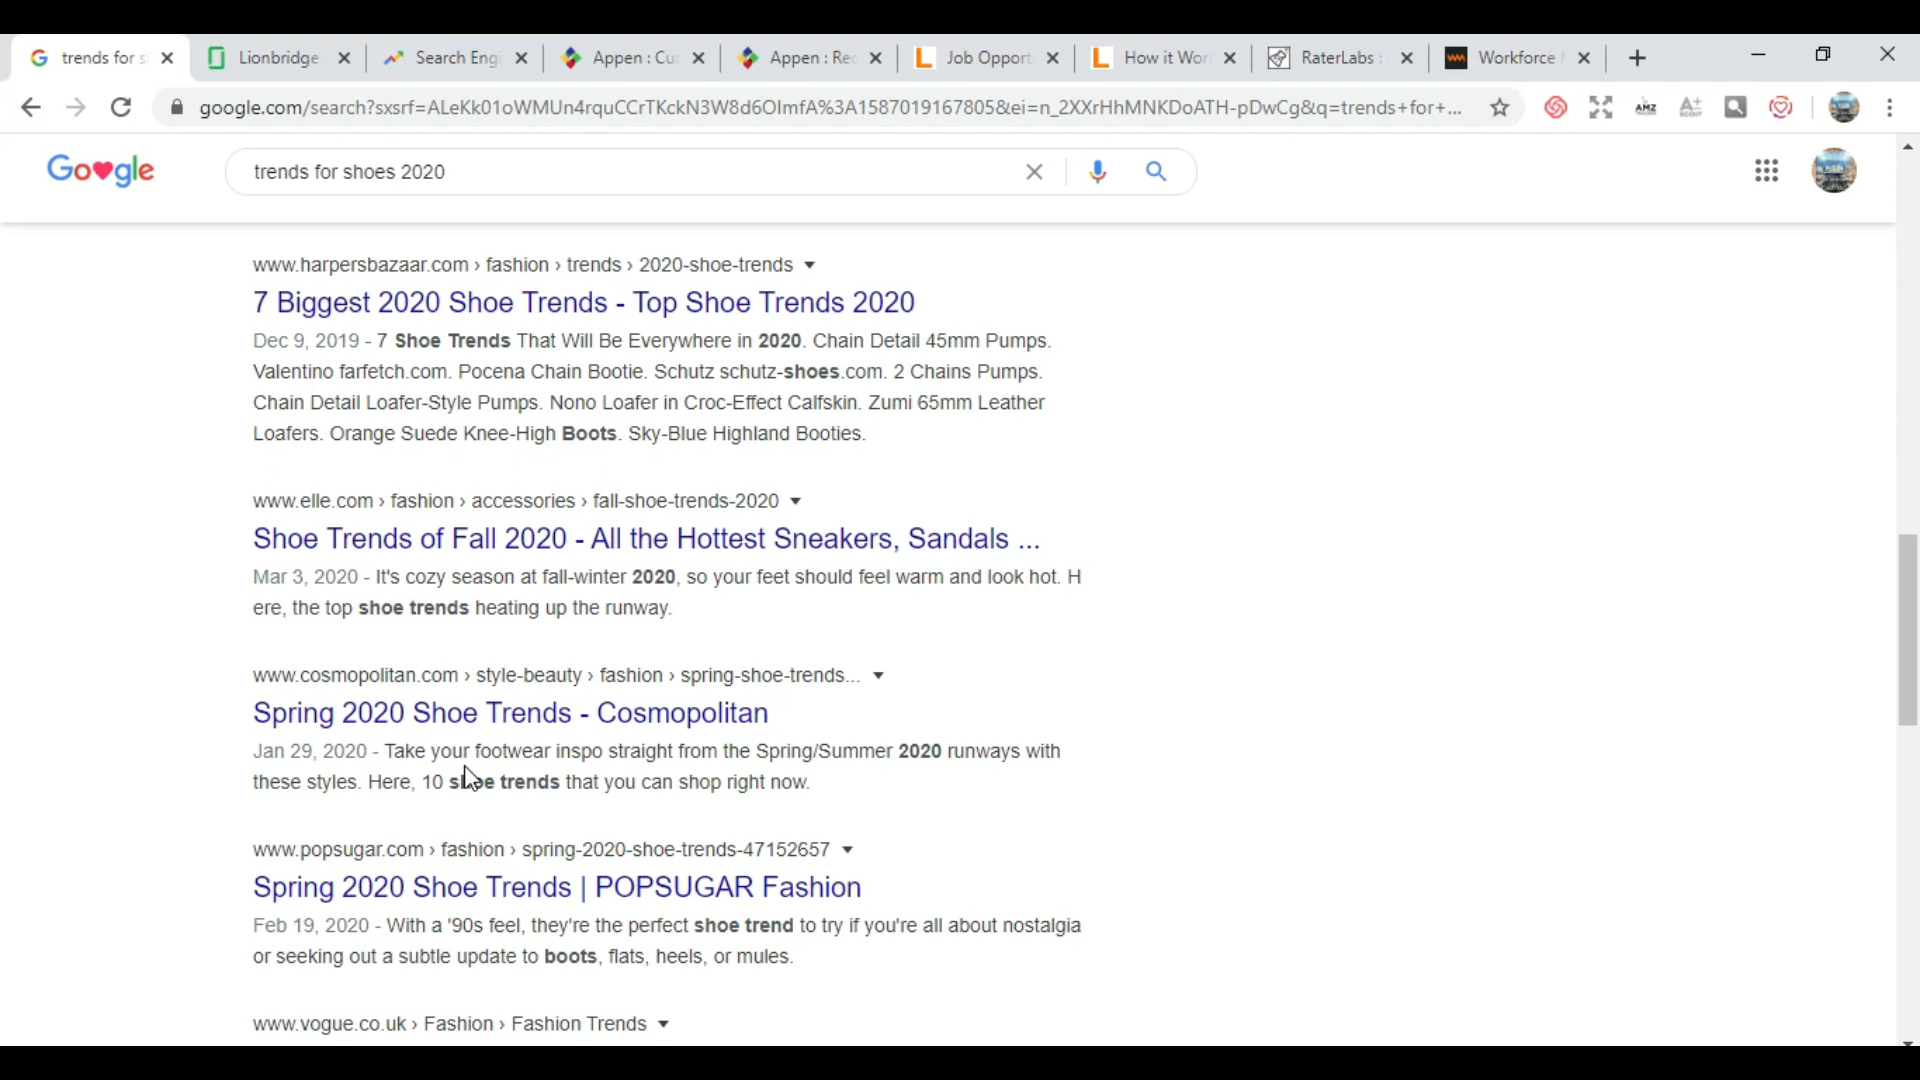 trends for s
Lionbridge
Search Eng
Appen : Cu
Appen : Rec
Job Opport
How it Wor
RaterLabs :
Workforce
google.com/search?sxsrf=ALeKk01oWMUn4rquCCrTKckN3W8d6OlmfA%3A1587019167805&ei=n_2XXrHhMNKDoATH-pDwCg&q=trends+for+...
Google
trends for shoes 2020
www.harpersbazaar.com › fashion › trends › 2020-shoe-trends
7 Biggest 2020 Shoe Trends - Top Shoe Trends 2020
Dec 9, 2019 - 7 Shoe Trends That Will Be Everywhere in 2020. Chain Detail 45mm Pumps.
Valentino farfetch.com. Pocena Chain Bootie. Schutz schutz-shoes.com. 2 Chains Pumps.
Chain Detail Loafer-Style Pumps. Nono Loafer in Croc-Effect Calfskin. Zumi 65mm Leather
Loafers. Orange Suede Knee-High Boots. Sky-Blue Highland Booties.
www.elle.com › fashion › accessories › fall-shoe-trends-2020
Shoe Trends of Fall 2020 - All the Hottest Sneakers, Sandals ...
Mar 3, 2020 - It's cozy season at fall-winter 2020, so your feet should feel warm and look hot. H
ere, the top shoe trends heating up the runway.
www.cosmopolitan.com › style-beauty › fashion › spring-shoe-trends...
Spring 2020 Shoe Trends - Cosmopolitan
Jan 29, 2020 - Take your footwear inspo straight from the Spring/Summer 2020 runways with
these styles. Here, 10 shoe trends that you can shop right now.
www.popsugar.com › fashion › spring-2020-shoe-trends-47152657
Spring 2020 Shoe Trends | POPSUGAR Fashion
Feb 19, 2020 - With a '90s feel, they're the perfect shoe trend to try if you're all about nostalgia
or seeking out a subtle update to boots, flats, heels, or mules.
www.vogue.co.uk › Fashion › Fashion Trends